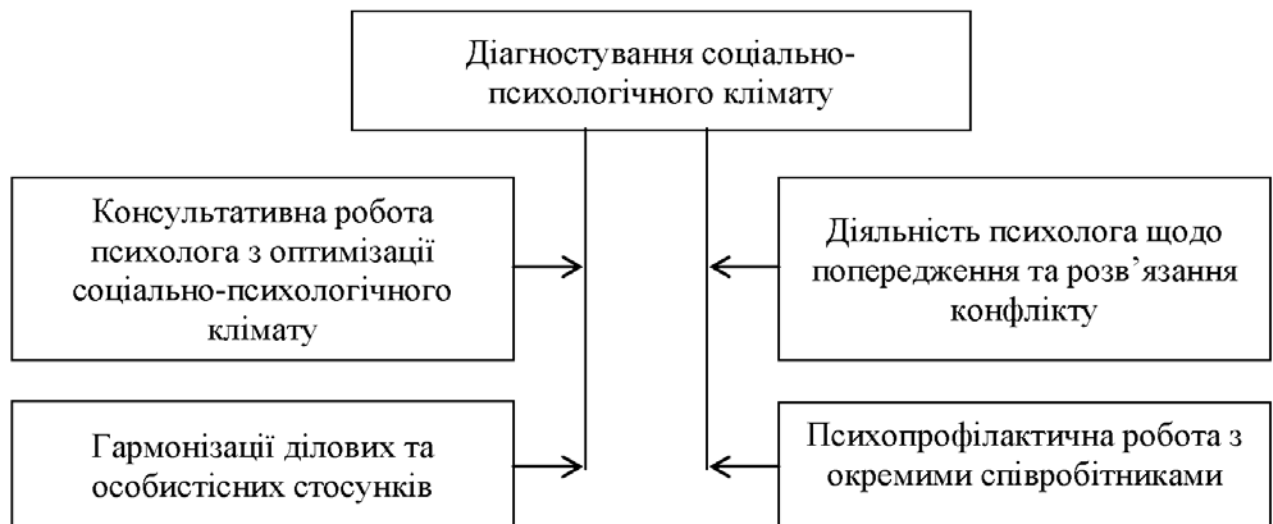 Діагностування соціально-
психологічного клімату
Консультативна робота
психолога з оптимізації
соціально-психологічного
клімату
Діяльність психолога щодо
попередження та розв’язання
конфлікту
Гармонізації ділових та
особистісних стосунків
Психопрофілактична робота з
окремими співробітниками